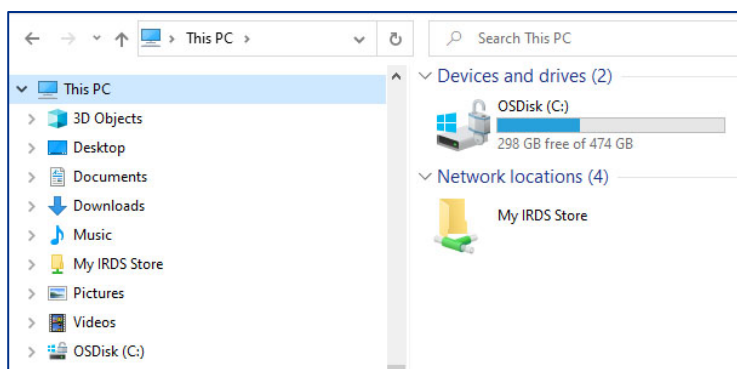 This PC
Search This PC
This PC
3D Objects
Desktop
Documents
Downloads
Music
My IRDS Store
Pictures
Videos
OSDisk (C:)
Devices and drives (2)
OSDisk (C:)
298 GB free of 474 GB
Network locations (4)
My IRDS Store